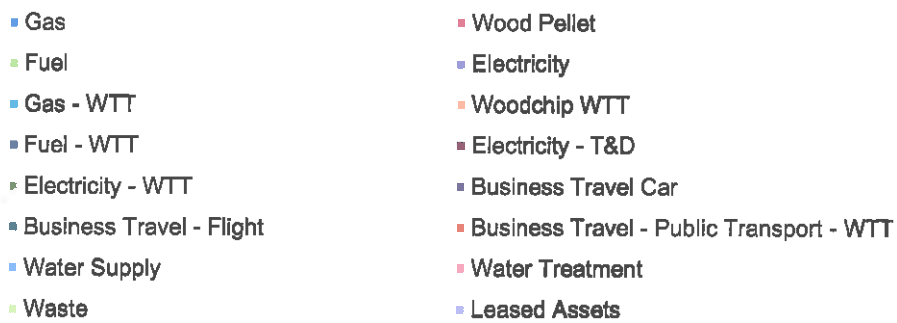 Gas
Wood Pellet
Fuel
Electricity
Gas - WTT
Woodchip WTT
Fuel - WTT
Electricity - T&D
Electricity - WTT
Business Travel Car
Business Travel - Flight
Business Travel - Public Transport - WTT
Water Supply
Water Treatment
Waste
Leased Assets